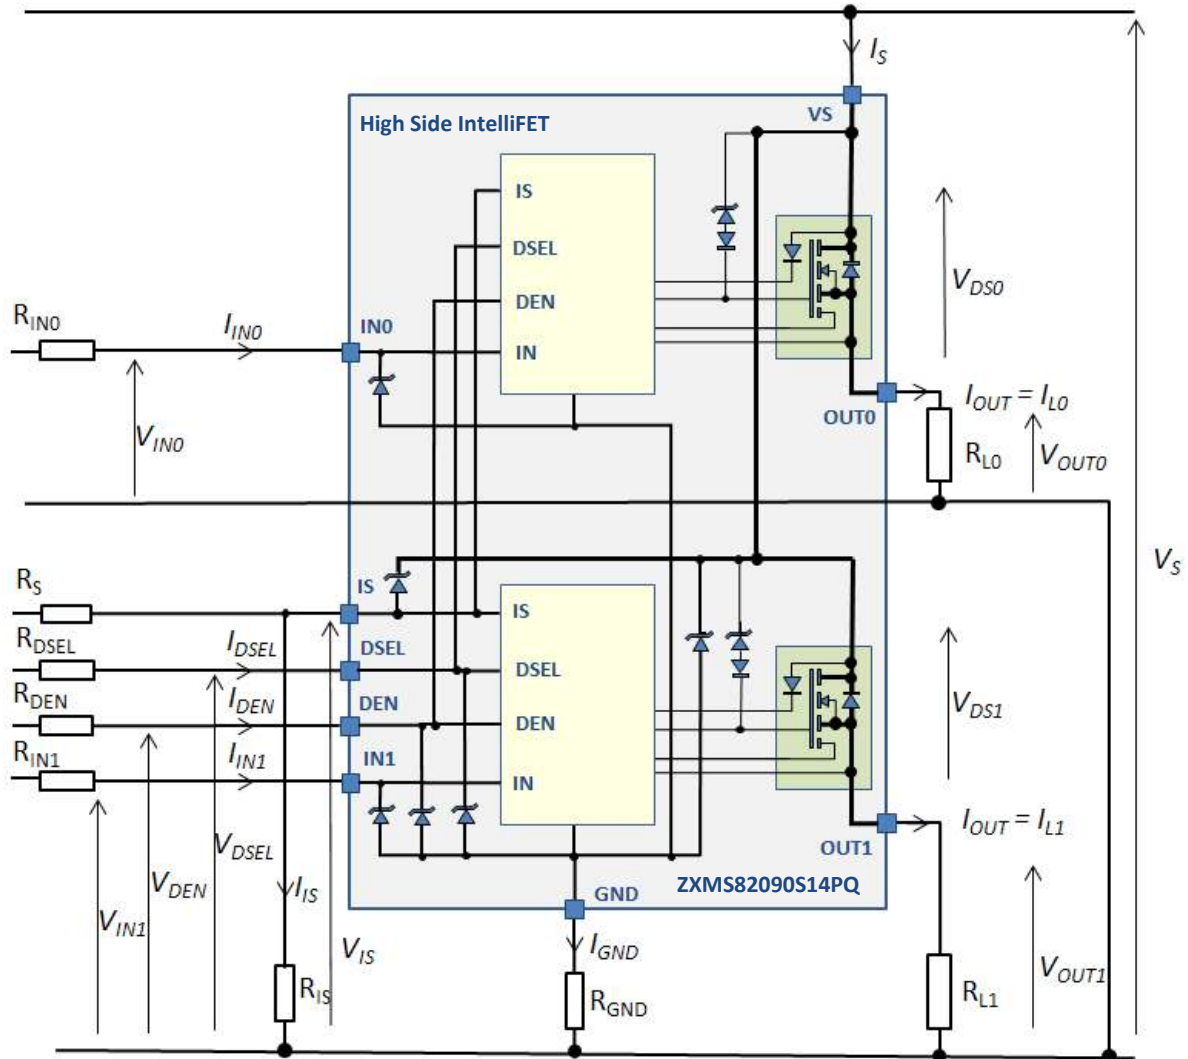 I_S
VS
High Side IntelliFET
IS
DSEL
V_DS0
DEN
R_IN0
I_IN0
IN0
IN
I_OUT = I_L0
OUT0
V_IN0
R_L0
V_OUT0
V_S
R_S
IS
IS
R_DSEL
I_DSEL
DSEL
DSEL
R_DEN
I_DEN
DEN
DEN
V_DS1
R_IN1
I_IN1
IN1
IN
I_OUT = I_L1
OUT1
V_DSEL
V_DEN
I_IS
GND
ZXMS82090S14PQ
V_IN1
V_IS
I_GND
V_OUT1
R_IS
R_GND
R_L1